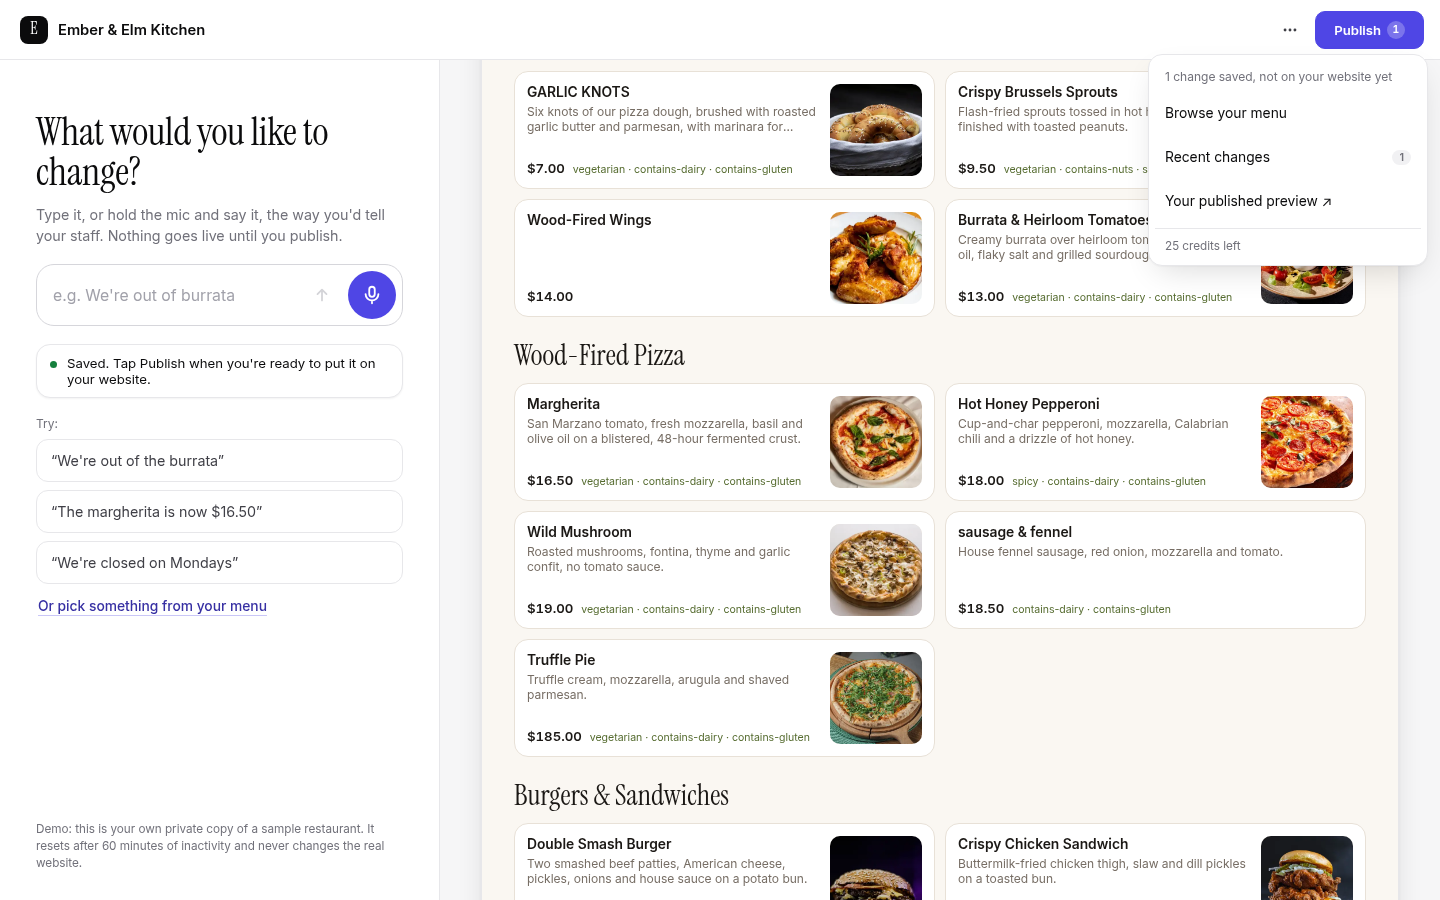 E
Ember & Elm Kitchen
Publish 1
1 change saved, not on your website yet
Browse your menu
Recent changes 1
Your published preview ↗
25 credits left
What would you like to
change?
Type it, or hold the mic and say it, the way you'd tell
your staff. Nothing goes live until you publish.
e.g. We're out of burrata
Saved. Tap Publish when you're ready to put it on
your website.
Try:
“We're out of the burrata”
“The margherita is now $16.50”
“We're closed on Mondays”
Or pick something from your menu
Demo: this is your own private copy of a sample restaurant. It
resets after 60 minutes of inactivity and never changes the real
website.
GARLIC KNOTS
Six knots of our pizza dough, brushed with roasted
garlic butter and parmesan, with marinara for...
$7.00 vegetarian · contains-dairy · contains-gluten
Crispy Brussels Sprouts
Flash-fried sprouts tossed in hot
finished with toasted peanuts.
$9.50 vegetarian · contains-nuts ·
Wood-Fired Wings
$14.00
Burrata & Heirloom Tomatoes
Creamy burrata over heirloom
oil, flaky salt and grilled
$13.00 vegetarian · contains-dairy · contains-gluten
Wood-Fired Pizza
Margherita
San Marzano tomato, fresh mozzarella, basil and
olive oil on a blistered, 48-hour fermented crust.
$16.50 vegetarian · contains-dairy · contains-gluten
Hot Honey Pepperoni
Cup-and-char pepperoni, mozzarella, Calabrian
chili and a drizzle of hot honey.
$18.00 spicy · contains-dairy · contains-gluten
Wild Mushroom
Roasted mushrooms, fontina, thyme and garlic
confit, no tomato sauce.
$19.00 vegetarian · contains-dairy · contains-gluten
sausage & fennel
House fennel sausage, red onion, mozzarella and tomato.
$18.50 contains-dairy · contains-gluten
Truffle Pie
Truffle cream, mozzarella, arugula and shaved
parmesan.
$185.00 vegetarian · contains-dairy · contains-gluten
Burgers & Sandwiches
Double Smash Burger
Two smashed beef patties, American cheese,
pickles, onions and house sauce on a potato bun.
Crispy Chicken Sandwich
Buttermilk-fried chicken thigh, slaw and dill pickles
on a toasted bun.